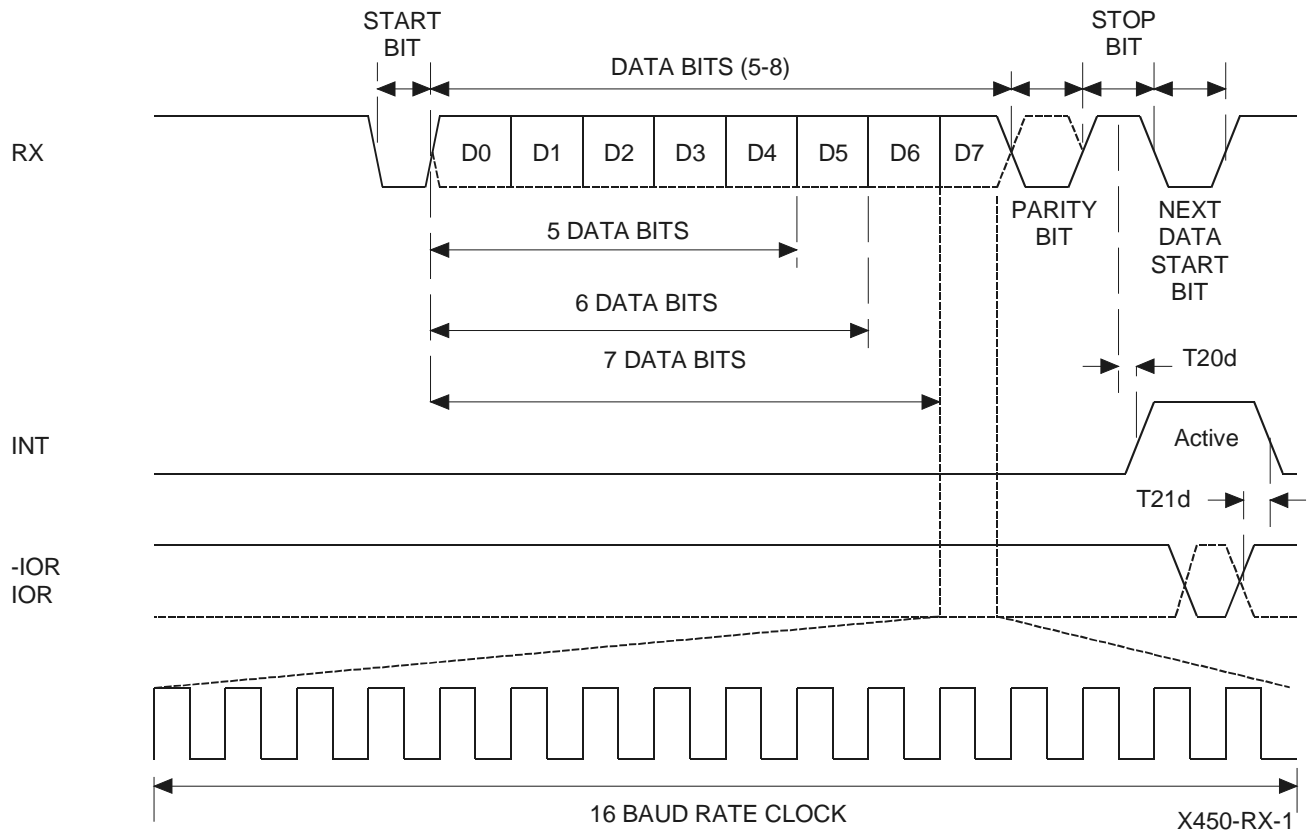 START
BIT
STOP
BIT
DATA BITS (5-8)
RX
D0 D1 D2 D3 D4 D5 D6 D7
PARITY
BIT
NEXT
DATA
START
BIT
5 DATA BITS
6 DATA BITS
7 DATA BITS
T20d
INT
Active
T21d
-IOR
IOR
16 BAUD RATE CLOCK
X450-RX-1